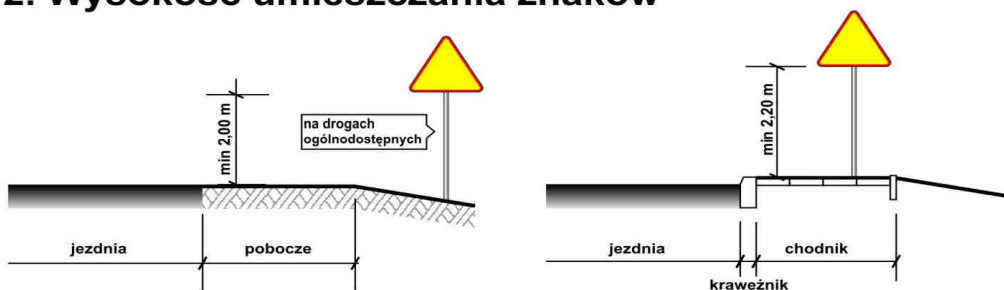 2. Wysokość umieszczania znaków
min 2,00 m
na drogach
ogólnodostępnych
jezdnia
pobocze
min 2,20 m
jezdnia
chodnik
krawężnik